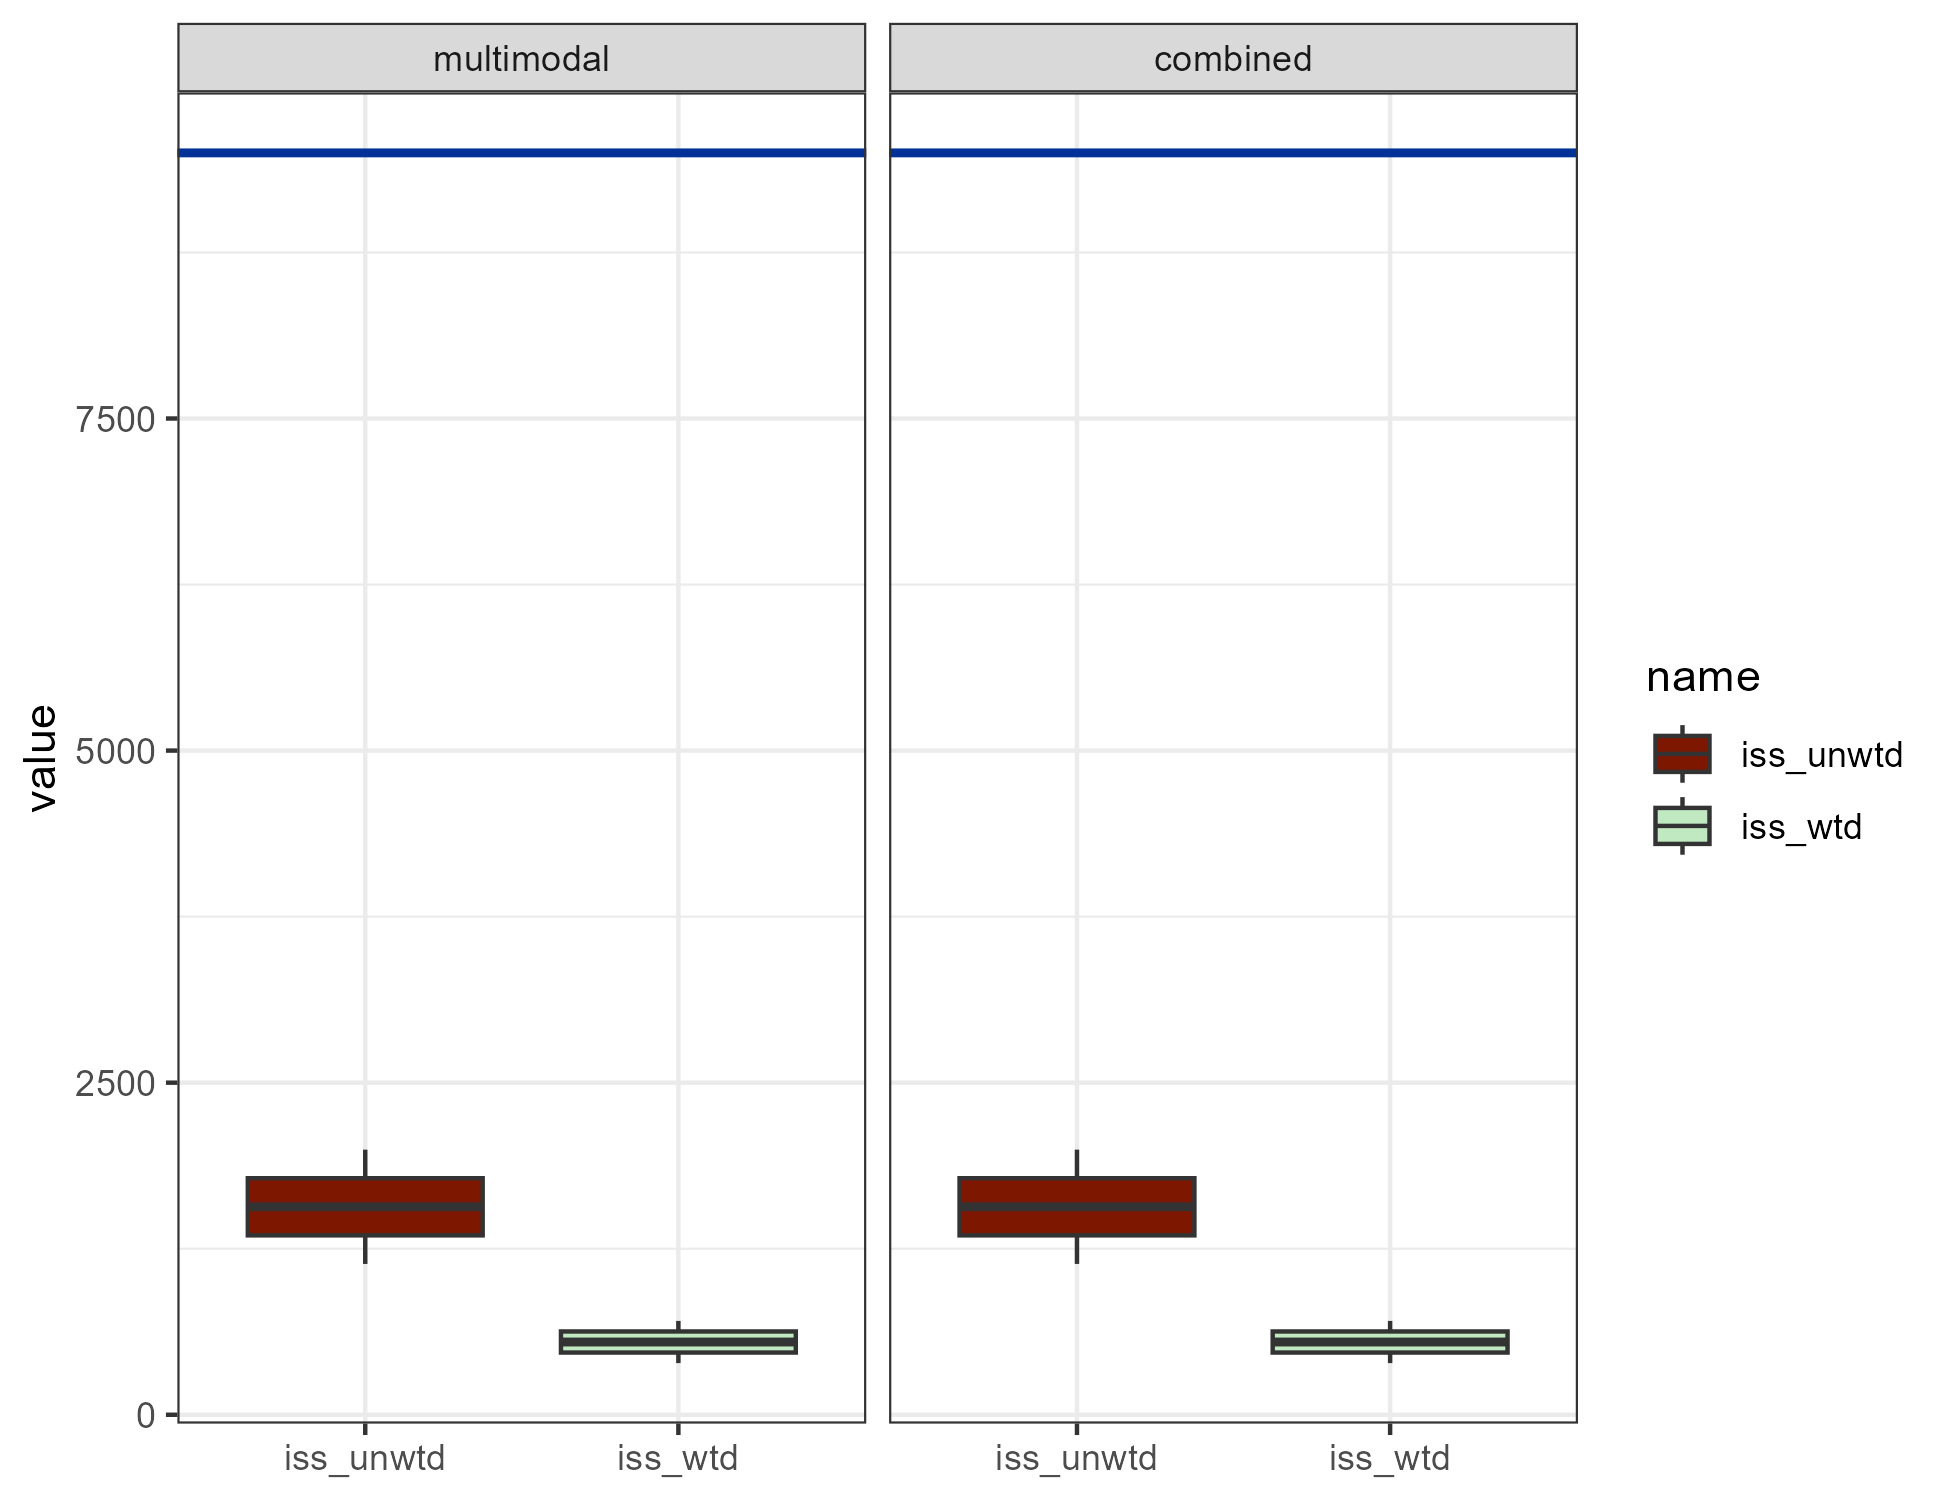 multimodal
combined
value
7500
5000
2500
0
iss_unwtd
iss_wtd
iss_unwtd
iss_wtd
name
iss_unwtd
iss_wtd